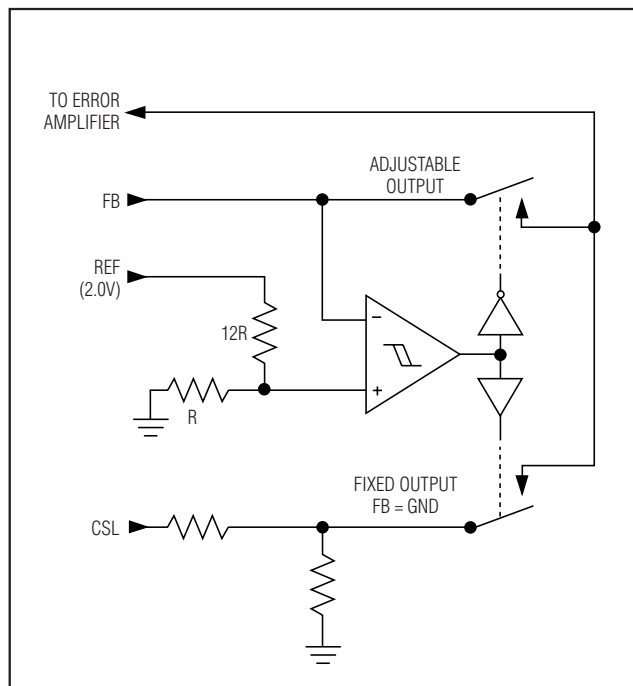 TO ERROR
AMPLIFIER
ADJUSTABLE
OUTPUT
FB
REF
(2.0V)
12R
−
+
R
FIXED OUTPUT
FB = GND
CSL